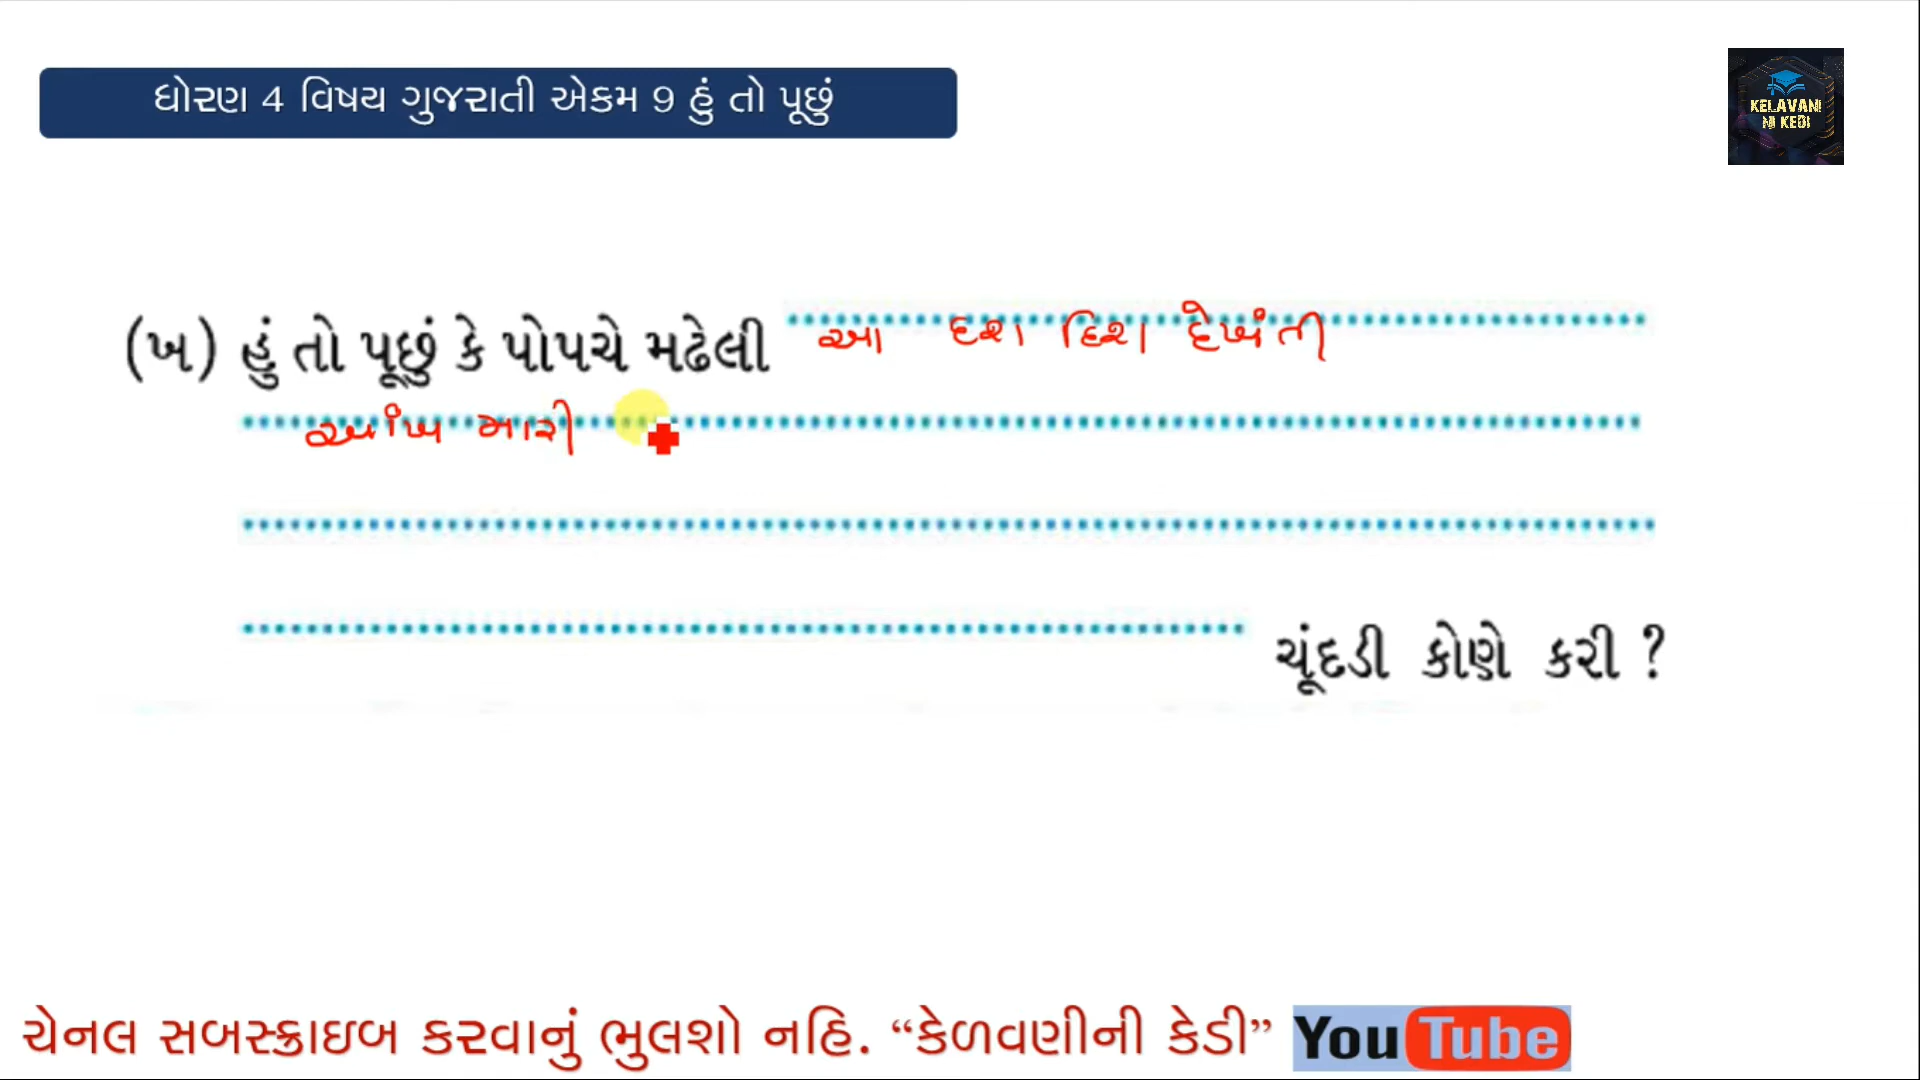 ધોરણ 4 વિષય ગુજરાતી એકમ 9 હું તો પૂછું
KELAVANI
NI KEDI
(ખ) હું તો પૂછું કે પોપચે મઢેલી આ દશ દિશ દેખંતી
આંખ મારી
ચૂંદડી કોણે કરી ?
ચેનલ સબસ્ક્રાઇબ કરવાનું ભુલશો નહિ. “કેળવણીની કેડી” YouTube